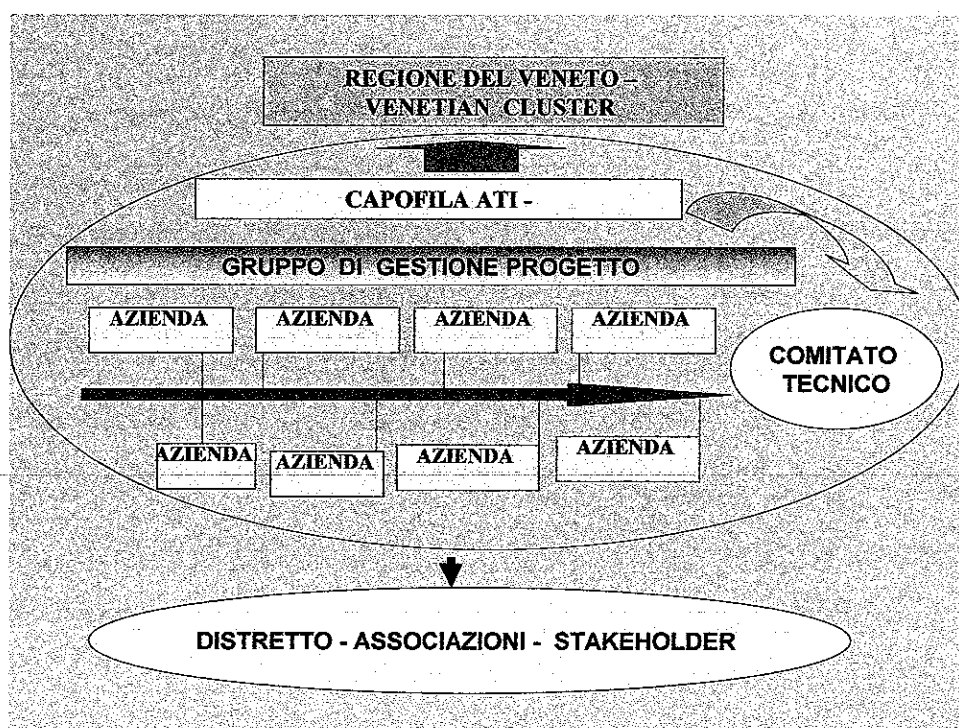 REGIONE DEL VENETO –
VENETIAN CLUSTER
CAPOFILA ATI -
GRUPPO DI GESTIONE PROGETTO
AZIENDA AZIENDA AZIENDA AZIENDA
COMITATO
TECNICO
AZIENDA AZIENDA AZIENDA AZIENDA
DISTRETTO - ASSOCIAZIONI - STAKEHOLDER